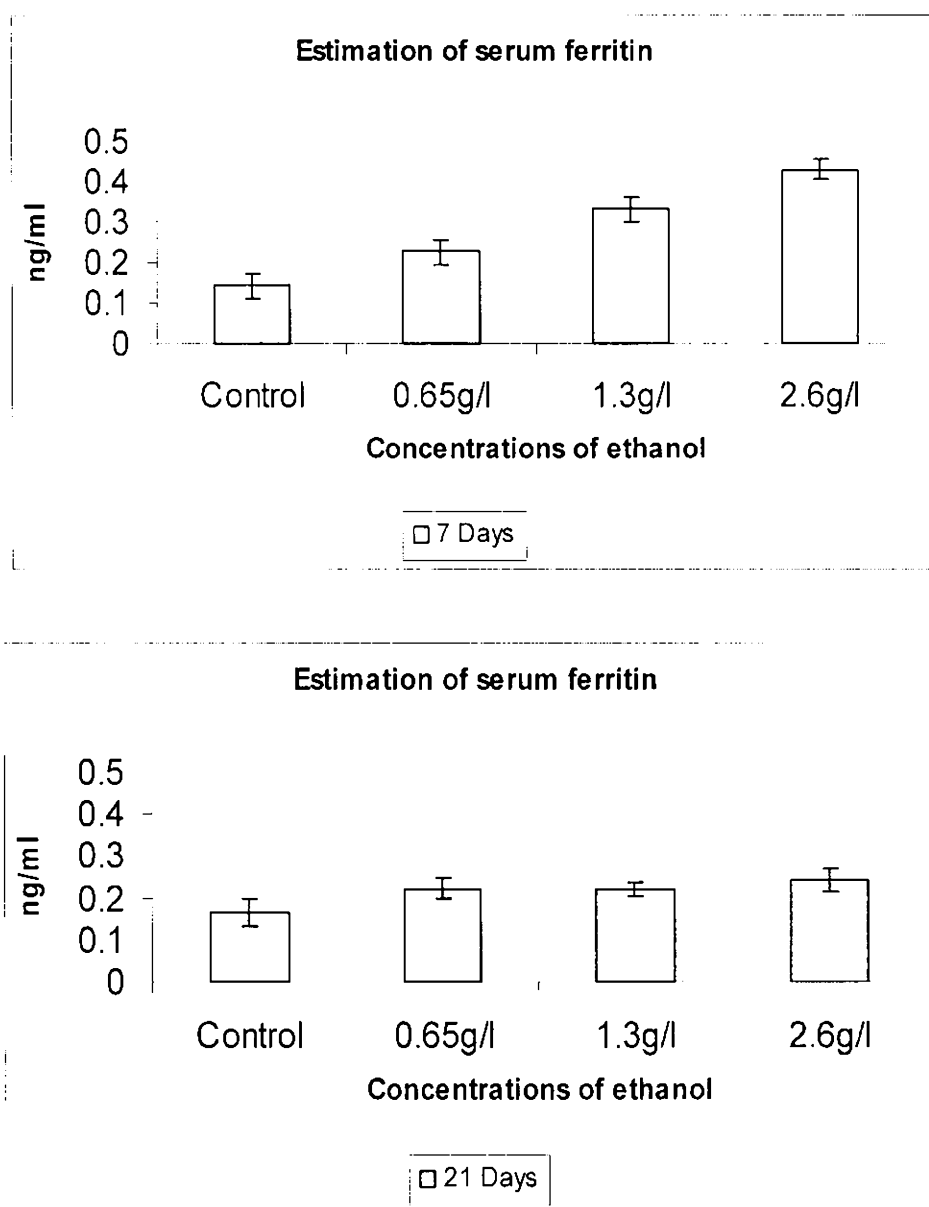 Estimation of serum ferritin
0.5
0.4
0.3
0.2
0.1
0
ng/ml
Control 0.65g/l 1.3g/l 2.6g/l
Concentrations of ethanol
7 Days
Estimation of serum ferritin
0.5
0.4
0.3
0.2
0.1
0
ng/ml
Control 0.65g/l 1.3g/l 2.6g/l
Concentrations of ethanol
21 Days